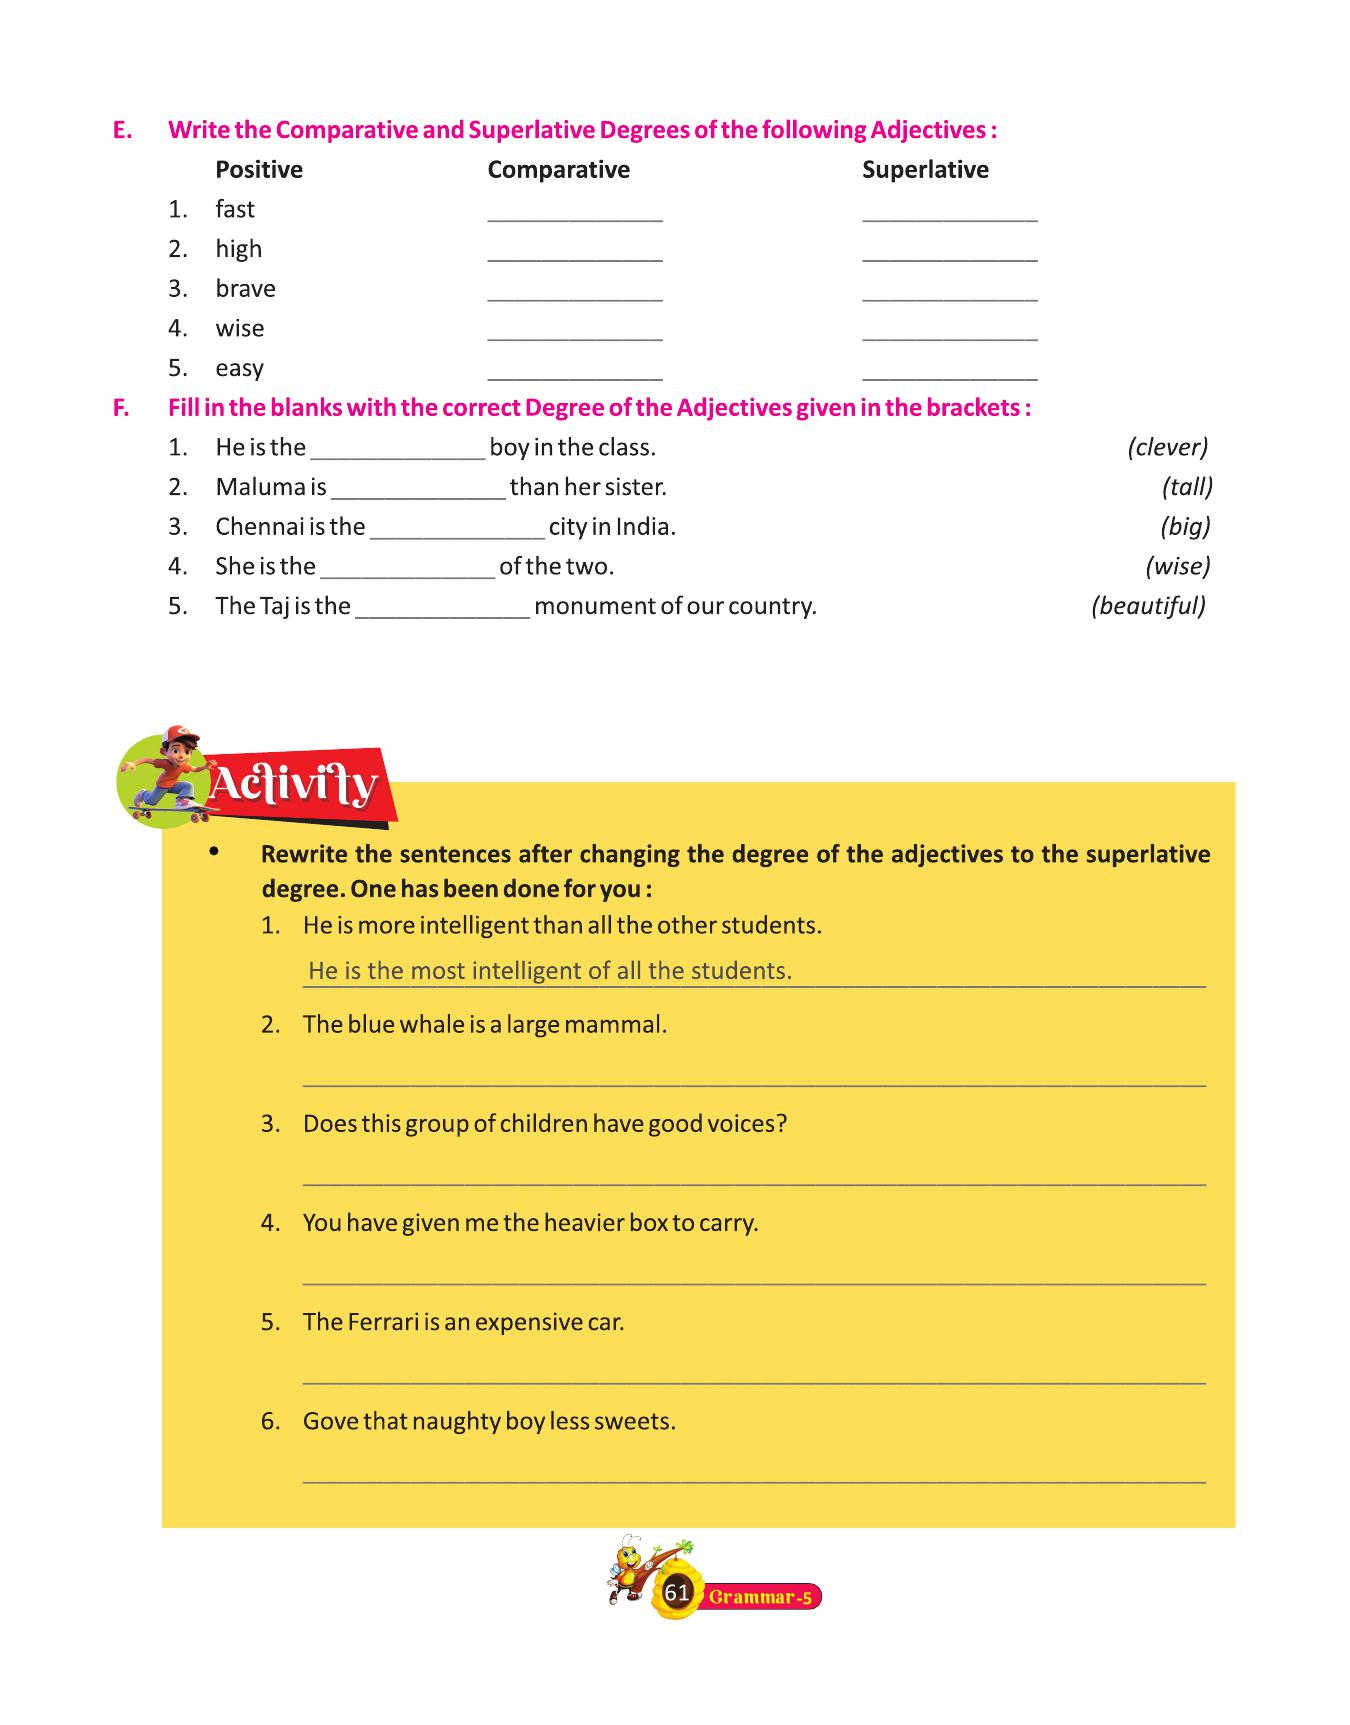 E. Write the Comparative and Superlative Degrees of the following Adjectives :
Positive Comparative Superlative
1. fast ______________ ______________
2. high ______________ ______________
3. brave ______________ ______________
4. wise ______________ ______________
5. easy ______________ ______________
F. Fill in the blanks with the correct Degree of the Adjectives given in the brackets :
1. He is the ______________ boy in the class. (clever)
2. Maluma is ______________ than her sister. (tall)
3. Chennai is the ______________ city in India. (big)
4. She is the ______________ of the two. (wise)
5. The Taj is the ______________ monument of our country. (beautiful)
Activity
• Rewrite the sentences after changing the degree of the adjectives to the superlative
degree. One has been done for you :
1. He is more intelligent than all the other students.
He is the most intelligent of all the students.
2. The blue whale is a large mammal.
3. Does this group of children have good voices?
4. You have given me the heavier box to carry.
5. The Ferrari is an expensive car.
6. Gove that naughty boy less sweets.
61 Grammar-5